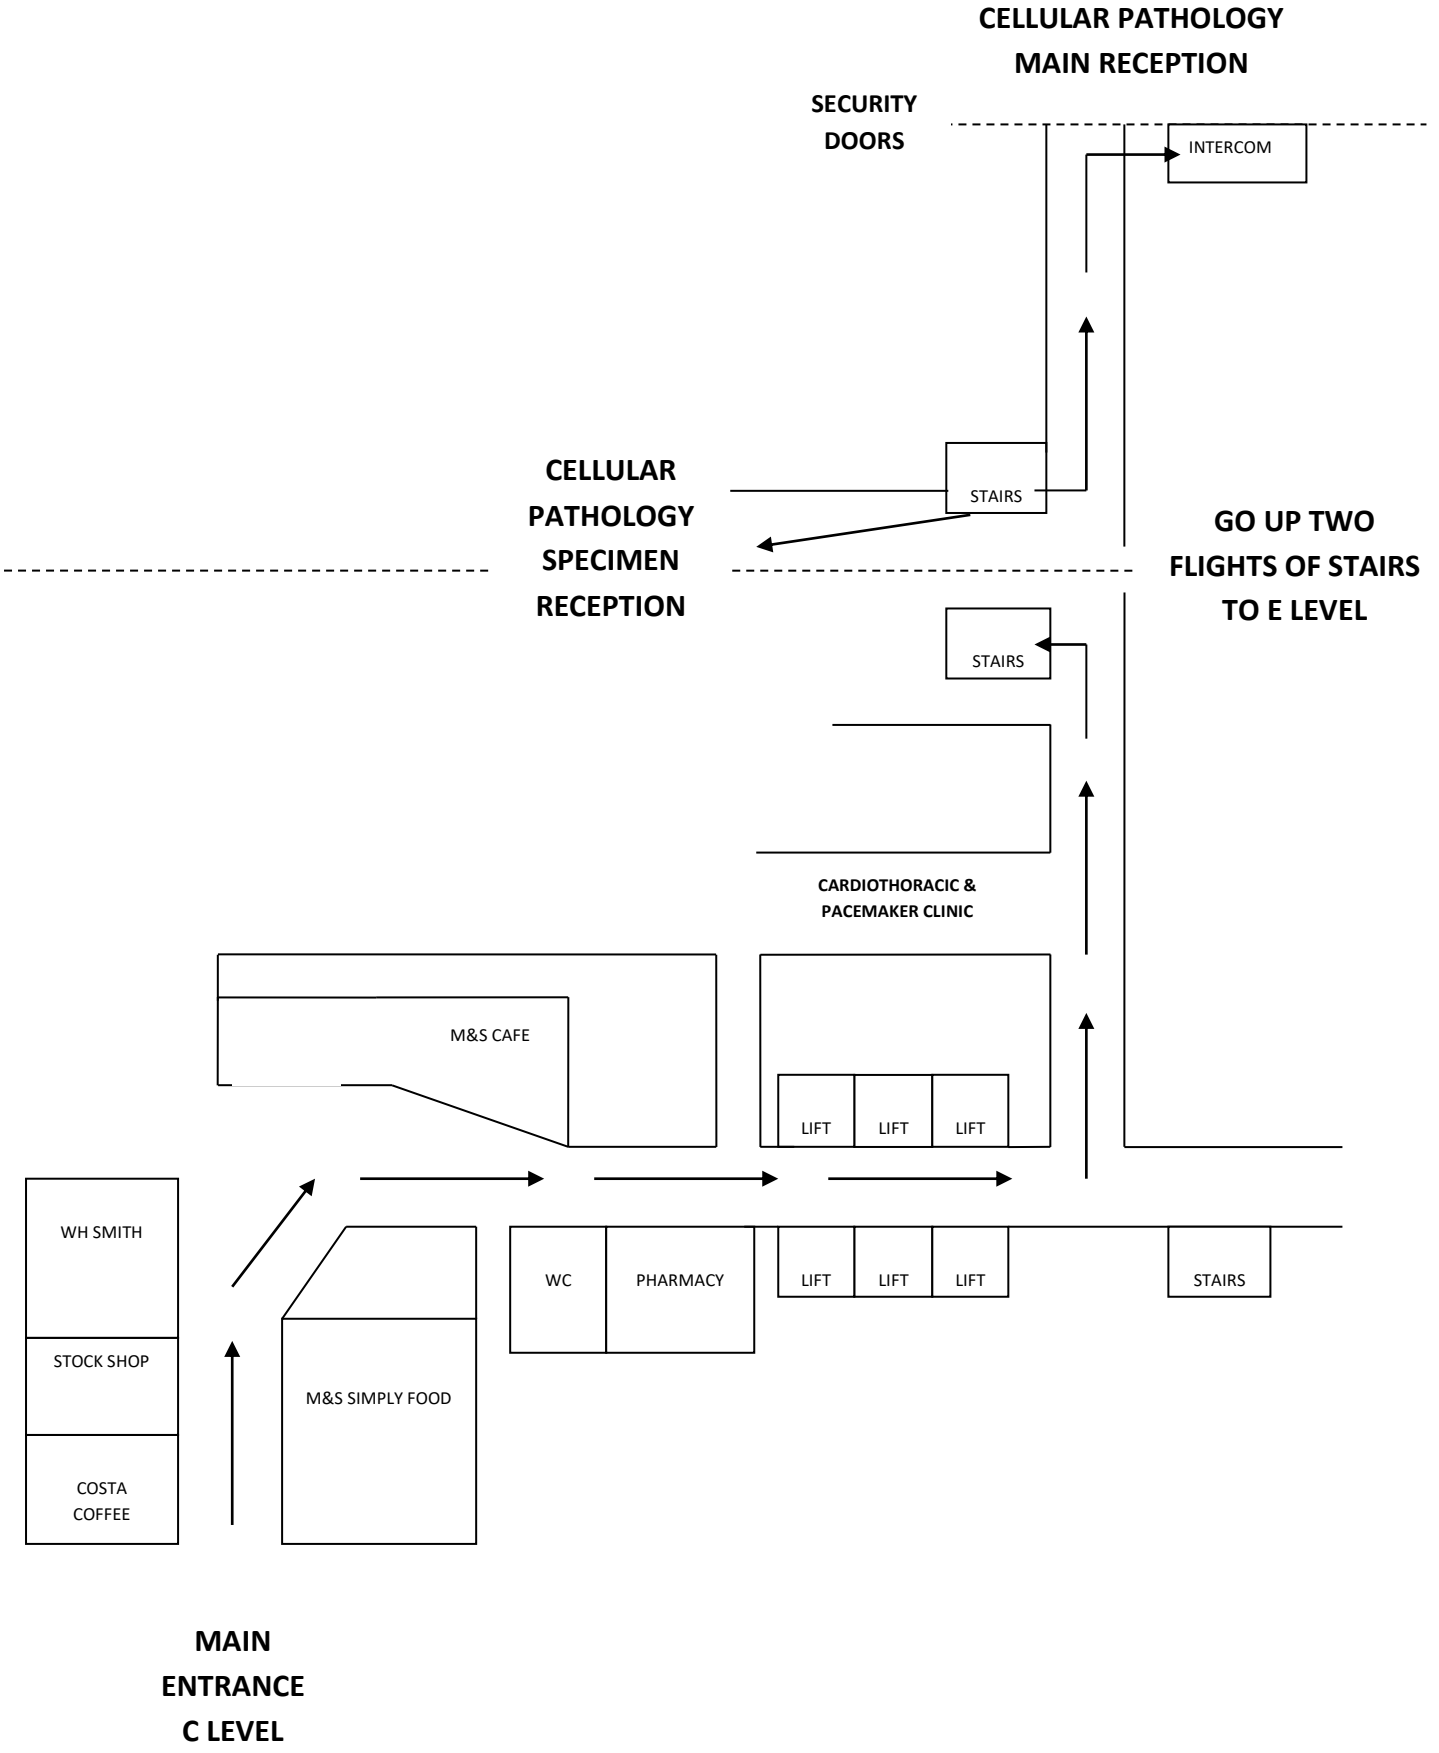 CELLULAR PATHOLOGY
MAIN RECEPTION
SECURITY
DOORS
INTERCOM
CELLULAR
PATHOLOGY
SPECIMEN
RECEPTION
STAIRS
GO UP TWO
FLIGHTS OF STAIRS
TO E LEVEL
STAIRS
CARDIOTHORACIC &
PACEMAKER CLINIC
M&S CAFE
LIFT
LIFT
LIFT
WH SMITH
WC
PHARMACY
LIFT
LIFT
LIFT
STAIRS
STOCK SHOP
M&S SIMPLY FOOD
COSTA
COFFEE
MAIN
ENTRANCE
C LEVEL